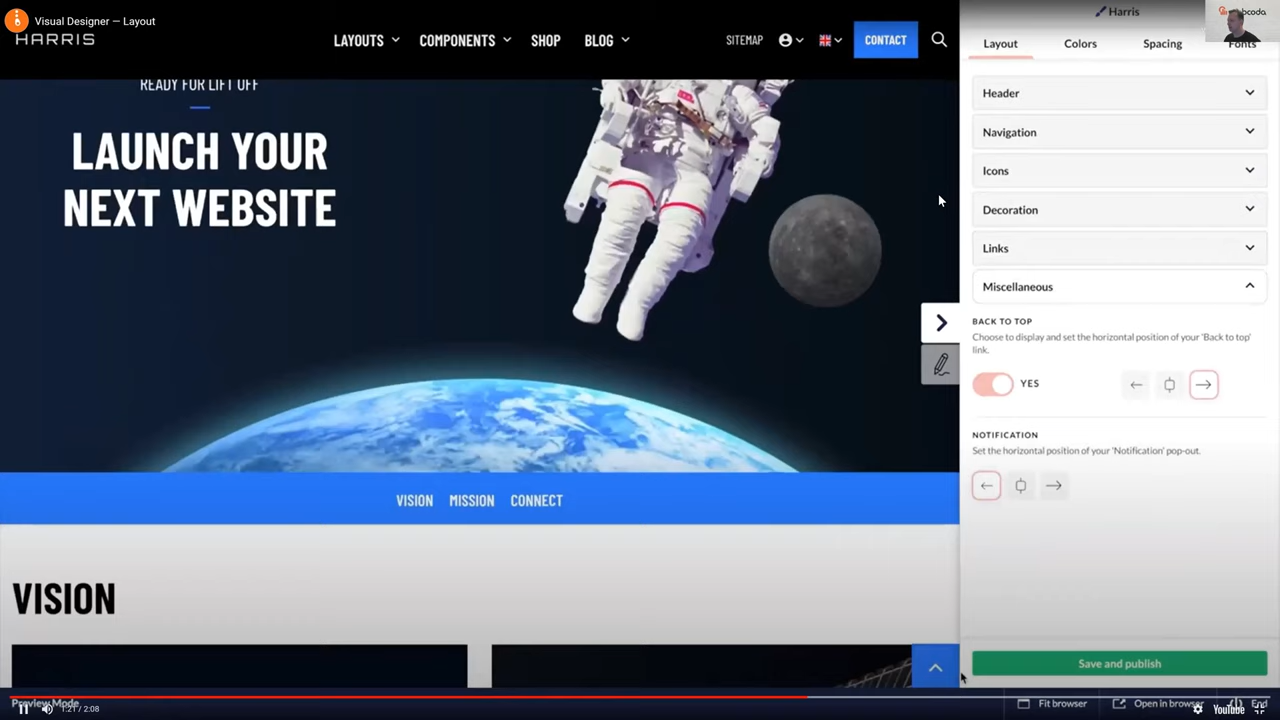 Visual Designer — Layout
HARRIS
LAYOUTS
COMPONENTS
SHOP
BLOG
SITEMAP
CONTACT
READY FOR LIFT OFF
LAUNCH YOUR
NEXT WEBSITE
VISION
MISSION
CONNECT
VISION
Harris
Layout
Colors
Spacing
Fonts
Header
Navigation
Icons
Decoration
Links
Miscellaneous
BACK TO TOP
Choose to display and set the horizontal position of your 'Back to top'
link.
YES
NOTIFICATION
Set the horizontal position of your 'Notification' pop-out.
Save and publish
Preview Mode
1:21 / 2:08
Fit browser
Open in browser
End
YouTube